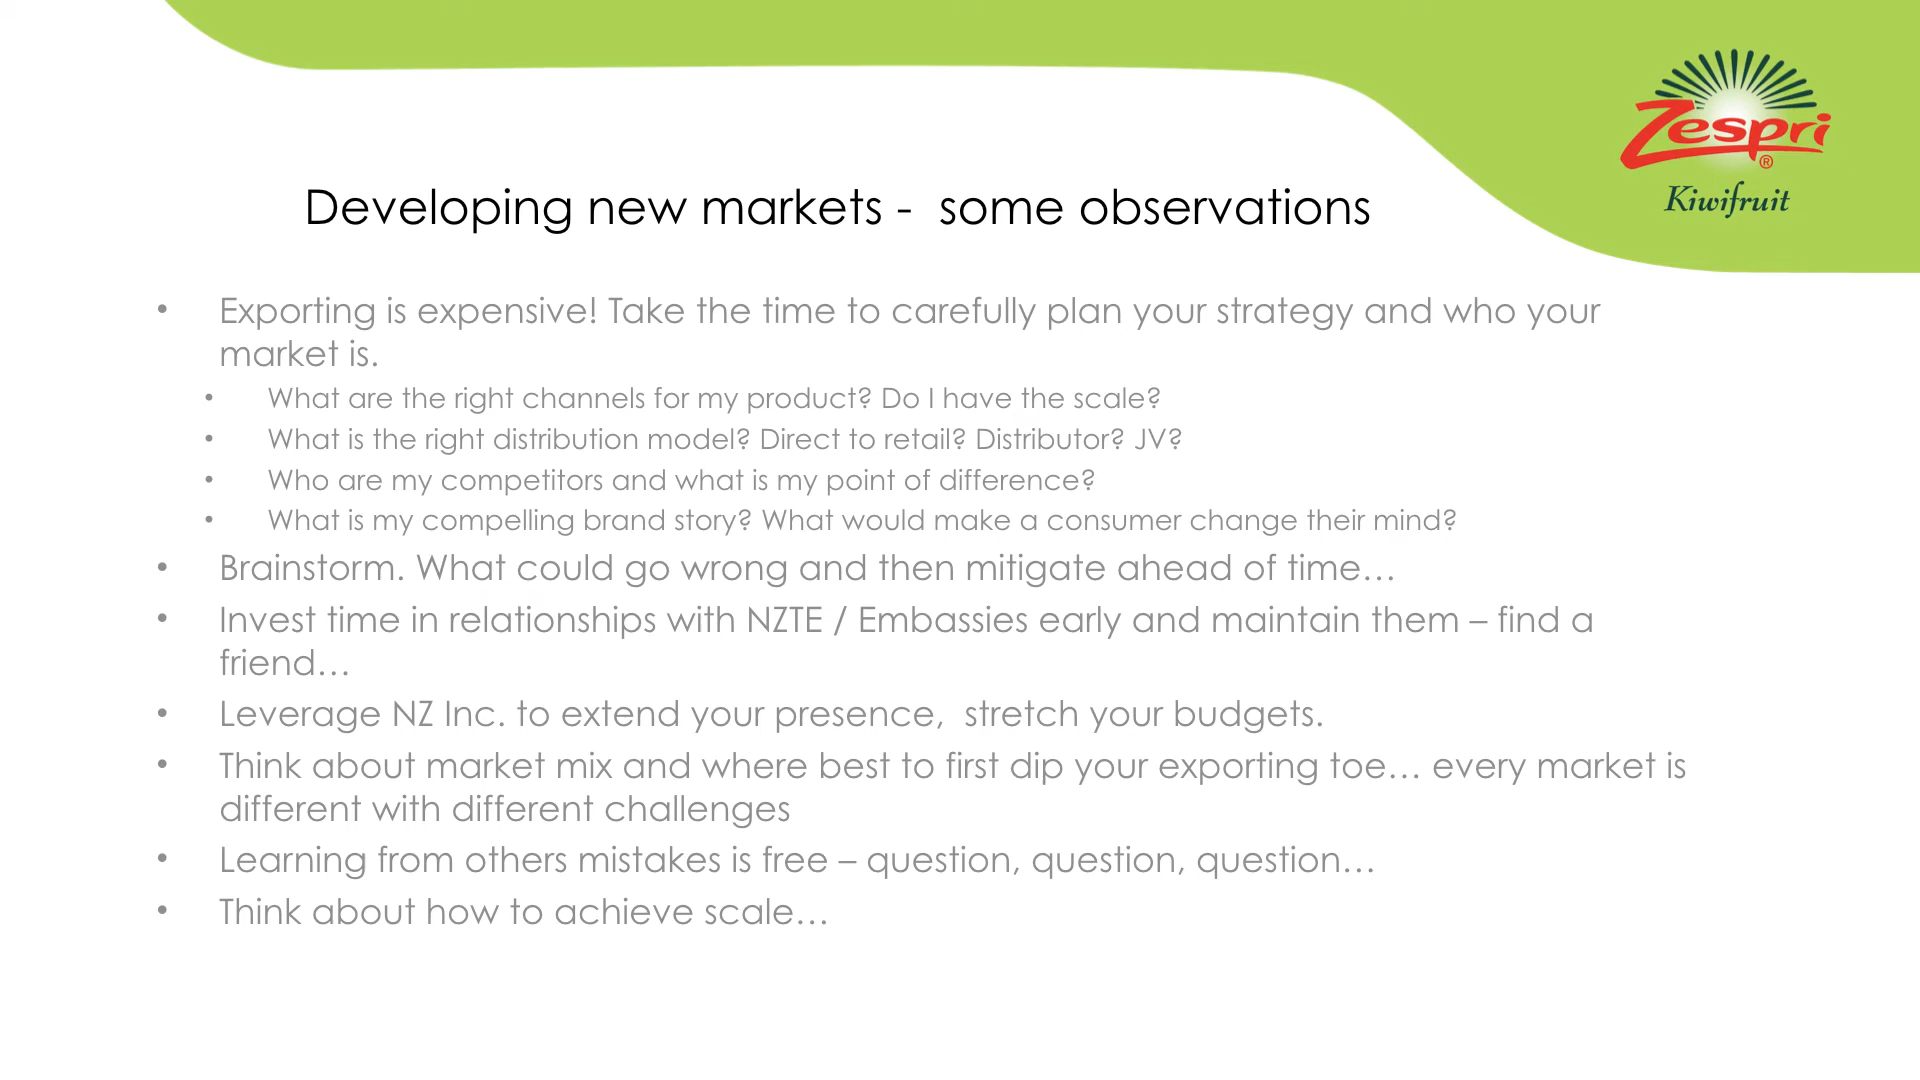 Zespri®
Kiwifruit
Developing new markets -  some observations
• Exporting is expensive! Take the time to carefully plan your strategy and who your
market is.
• What are the right channels for my product? Do I have the scale?
• What is the right distribution model? Direct to retail? Distributor? JV?
• Who are my competitors and what is my point of difference?
• What is my compelling brand story? What would make a consumer change their mind?
• Brainstorm. What could go wrong and then mitigate ahead of time…
• Invest time in relationships with NZTE / Embassies early and maintain them – find a
friend…
• Leverage NZ Inc. to extend your presence,  stretch your budgets.
• Think about market mix and where best to first dip your exporting toe… every market is
different with different challenges
• Learning from others mistakes is free – question, question, question…
• Think about how to achieve scale…